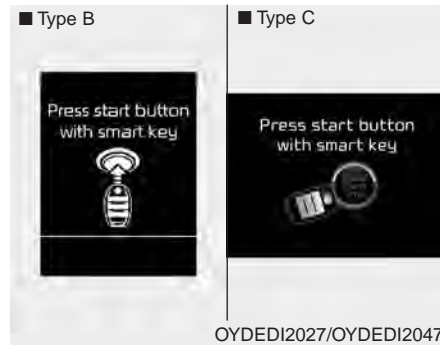 ■ Type B
Press start button
with smart key
■ Type C
Press start button
with smart key
OYDEDI2027/OYDEDI2047